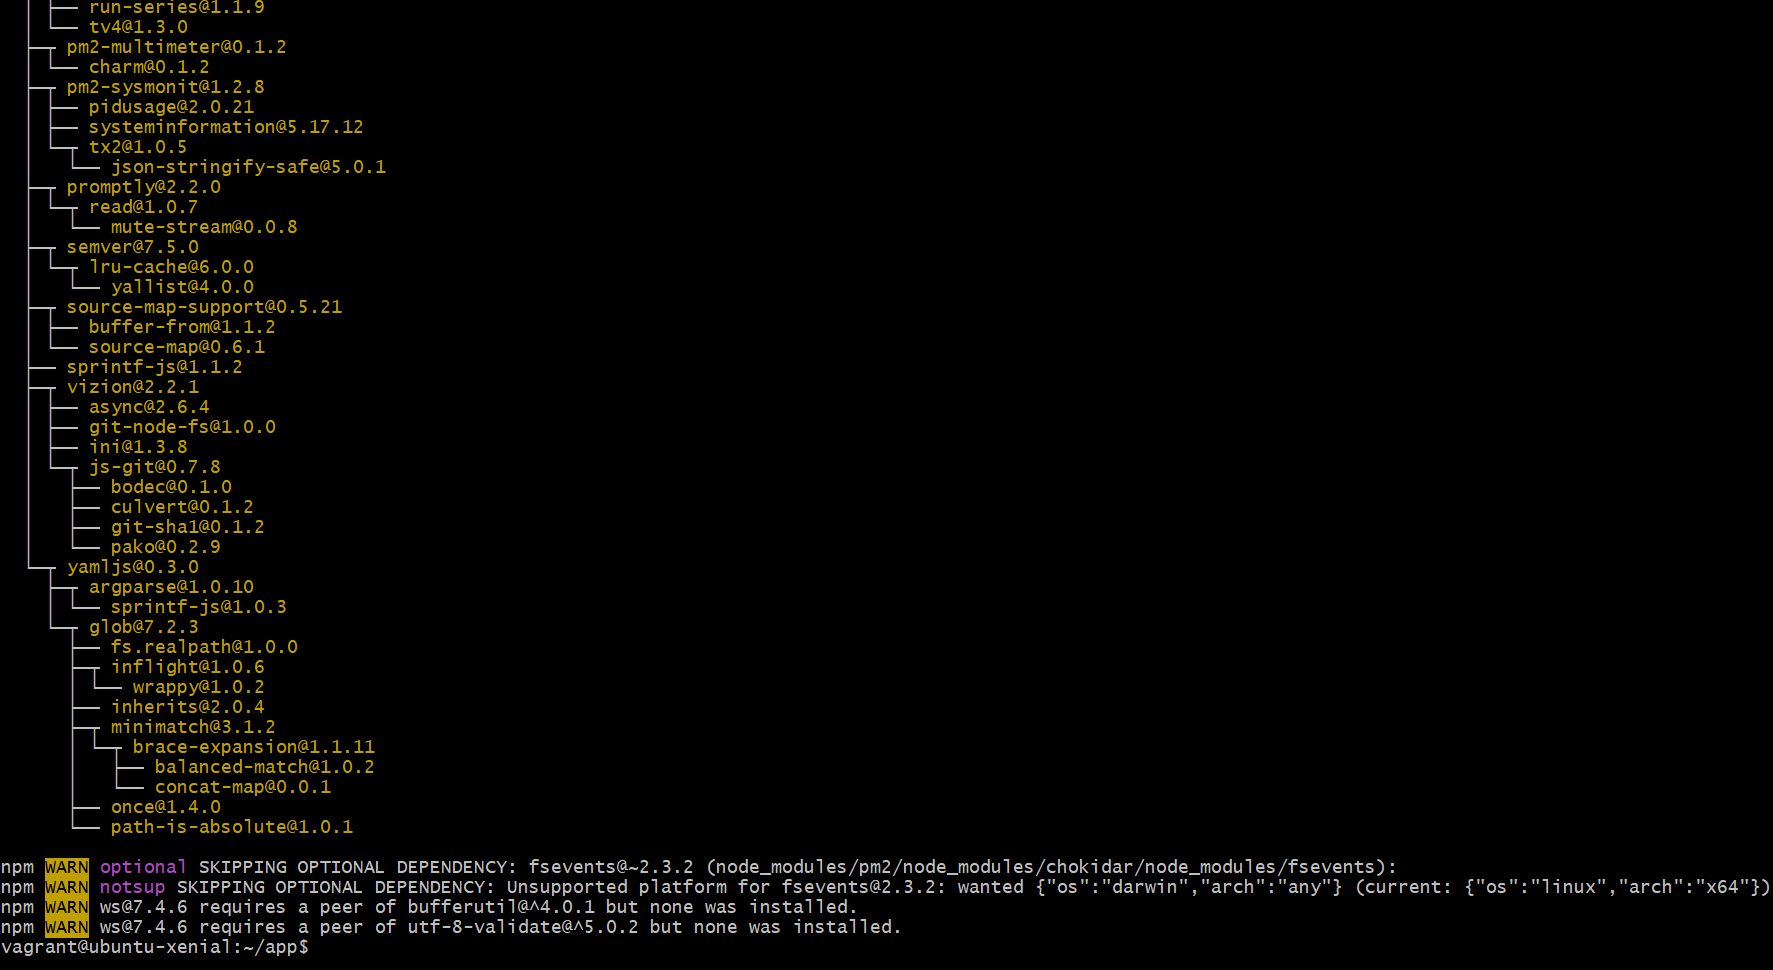 │ ├── run-series@1.1.9
│ └── tv4@1.3.0
├─┬ pm2-multimeter@0.1.2
│ └── charm@0.1.2
├─┬ pm2-sysmonit@1.2.8
│ ├── pidusage@2.0.21
│ ├── systeminformation@5.17.12
│ └─┬ tx2@1.0.5
│   └── json-stringify-safe@5.0.1
├─┬ promptly@2.2.0
│ └─┬ read@1.0.7
│   └── mute-stream@0.0.8
├─┬ semver@7.5.0
│ └─┬ lru-cache@6.0.0
│   └── yallist@4.0.0
├─┬ source-map-support@0.5.21
│ ├── buffer-from@1.1.2
│ └── source-map@0.6.1
├── sprintf-js@1.1.2
├─┬ vizion@2.2.1
│ ├── async@2.6.4
│ ├── git-node-fs@1.0.0
│ ├── ini@1.3.8
│ └─┬ js-git@0.7.8
│   ├── bodec@0.1.0
│   ├── culvert@0.1.2
│   ├── git-sha1@0.1.2
│   └── pako@0.2.9
└─┬ yamljs@0.3.0
  ├─┬ argparse@1.0.10
  │ └── sprintf-js@1.0.3
  └─┬ glob@7.2.3
    ├── fs.realpath@1.0.0
    ├─┬ inflight@1.0.6
    │ └── wrappy@1.0.2
    ├── inherits@2.0.4
    ├─┬ minimatch@3.1.2
    │ └─┬ brace-expansion@1.1.11
    │   ├── balanced-match@1.0.2
    │   └── concat-map@0.0.1
    ├── once@1.4.0
    └── path-is-absolute@1.0.1
npm WARN optional SKIPPING OPTIONAL DEPENDENCY: fsevents@~2.3.2 (node_modules/pm2/node_modules/chokidar/node_modules/fsevents):
npm WARN notsup SKIPPING OPTIONAL DEPENDENCY: Unsupported platform for fsevents@2.3.2: wanted {"os":"darwin","arch":"any"} (current: {"os":"linux","arch":"x64"})
npm WARN ws@7.4.6 requires a peer of bufferutil@^4.0.1 but none was installed.
npm WARN ws@7.4.6 requires a peer of utf-8-validate@^5.0.2 but none was installed.
vagrant@ubuntu-xenial:~/app$